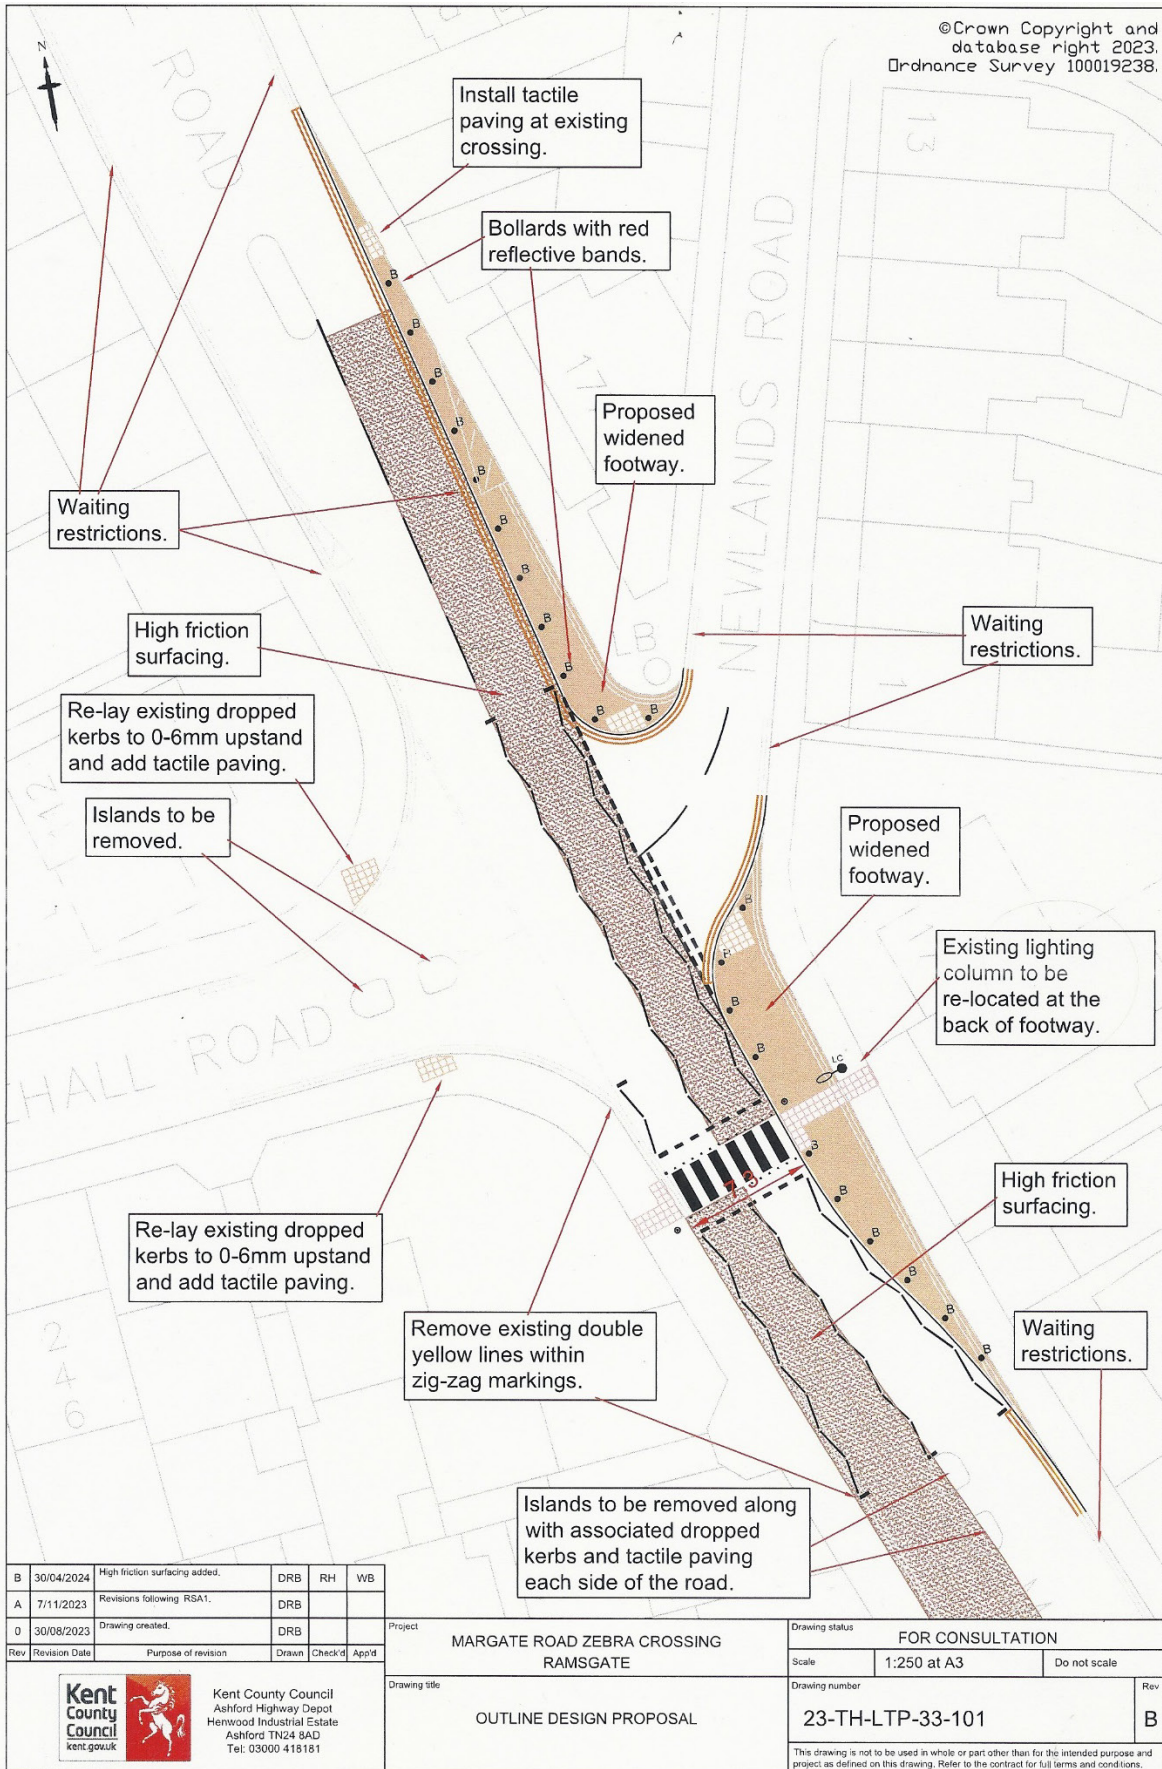 ©Crown Copyright and
database right 2023.
Ordnance Survey 100019238.
N
ROAD
Install tactile
paving at existing
crossing.
13
Bollards with red
reflective bands.
B
B
B
B
B
B
B
B
B
B
B
17
NEWLANDS ROAD
Proposed
widened
footway.
Waiting
restrictions.
LB
High friction
surfacing.
Waiting
restrictions.
1
Re-lay existing dropped
kerbs to 0-6mm upstand
and add tactile paving.
12
Islands to be
removed.
Proposed
widened
footway.
B
B
B
B
Existing lighting
column to be
re-located at the
back of footway.
LC
HALL ROAD
B
B
B
B
B
B
7.3
High friction
surfacing.
Re-lay existing dropped
kerbs to 0-6mm upstand
and add tactile paving.
Remove existing double
yellow lines within
zig-zag markings.
Waiting
restrictions.
2
4
6
Islands to be removed along
with associated dropped
kerbs and tactile paving
each side of the road.
B 30/04/2024 High friction surfacing added. DRB RH WB
A 7/11/2023 Revisions following RSA1. DRB
0 30/08/2023 Drawing created. DRB
Rev Revision Date Purpose of revision Drawn Check'd App'd
Kent
County
Council
kent.gov.uk
Kent County Council
Ashford Highway Depot
Henwood Industrial Estate
Ashford TN24 8AD
Tel: 03000 418181
Project
MARGATE ROAD ZEBRA CROSSING
RAMSGATE
Drawing title
OUTLINE DESIGN PROPOSAL
Drawing status
FOR CONSULTATION
Scale 1:250 at A3 Do not scale
Drawing number Rev
23-TH-LTP-33-101 B
This drawing is not to be used in whole or part other than for the intended purpose and
project as defined on this drawing. Refer to the contract for full terms and conditions.